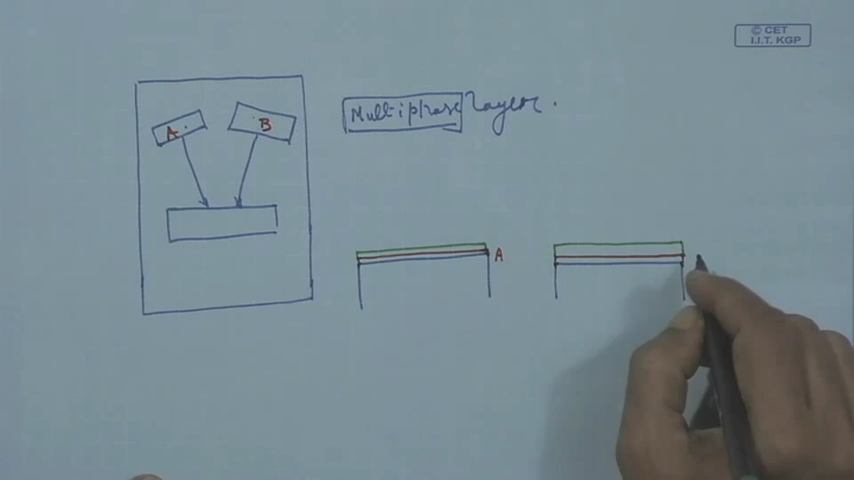 © CET
I.I.T. KGP
Multiphase layer.
A
B
A